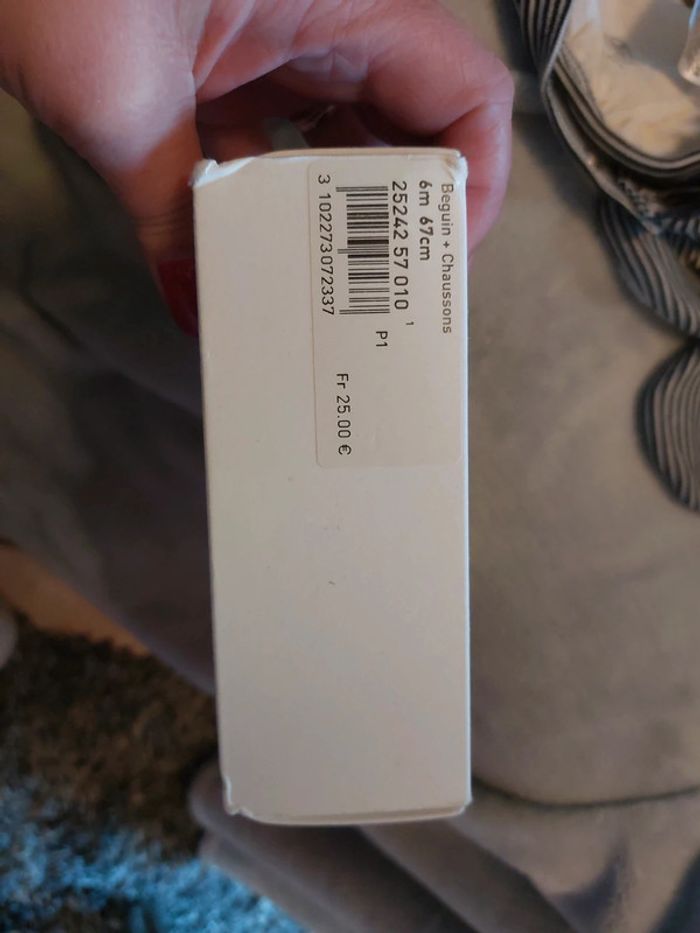 Beguin + Chaussons
6m 67cm
25242 57 010 1
P1
3 102273072337
Fr 25.00 €